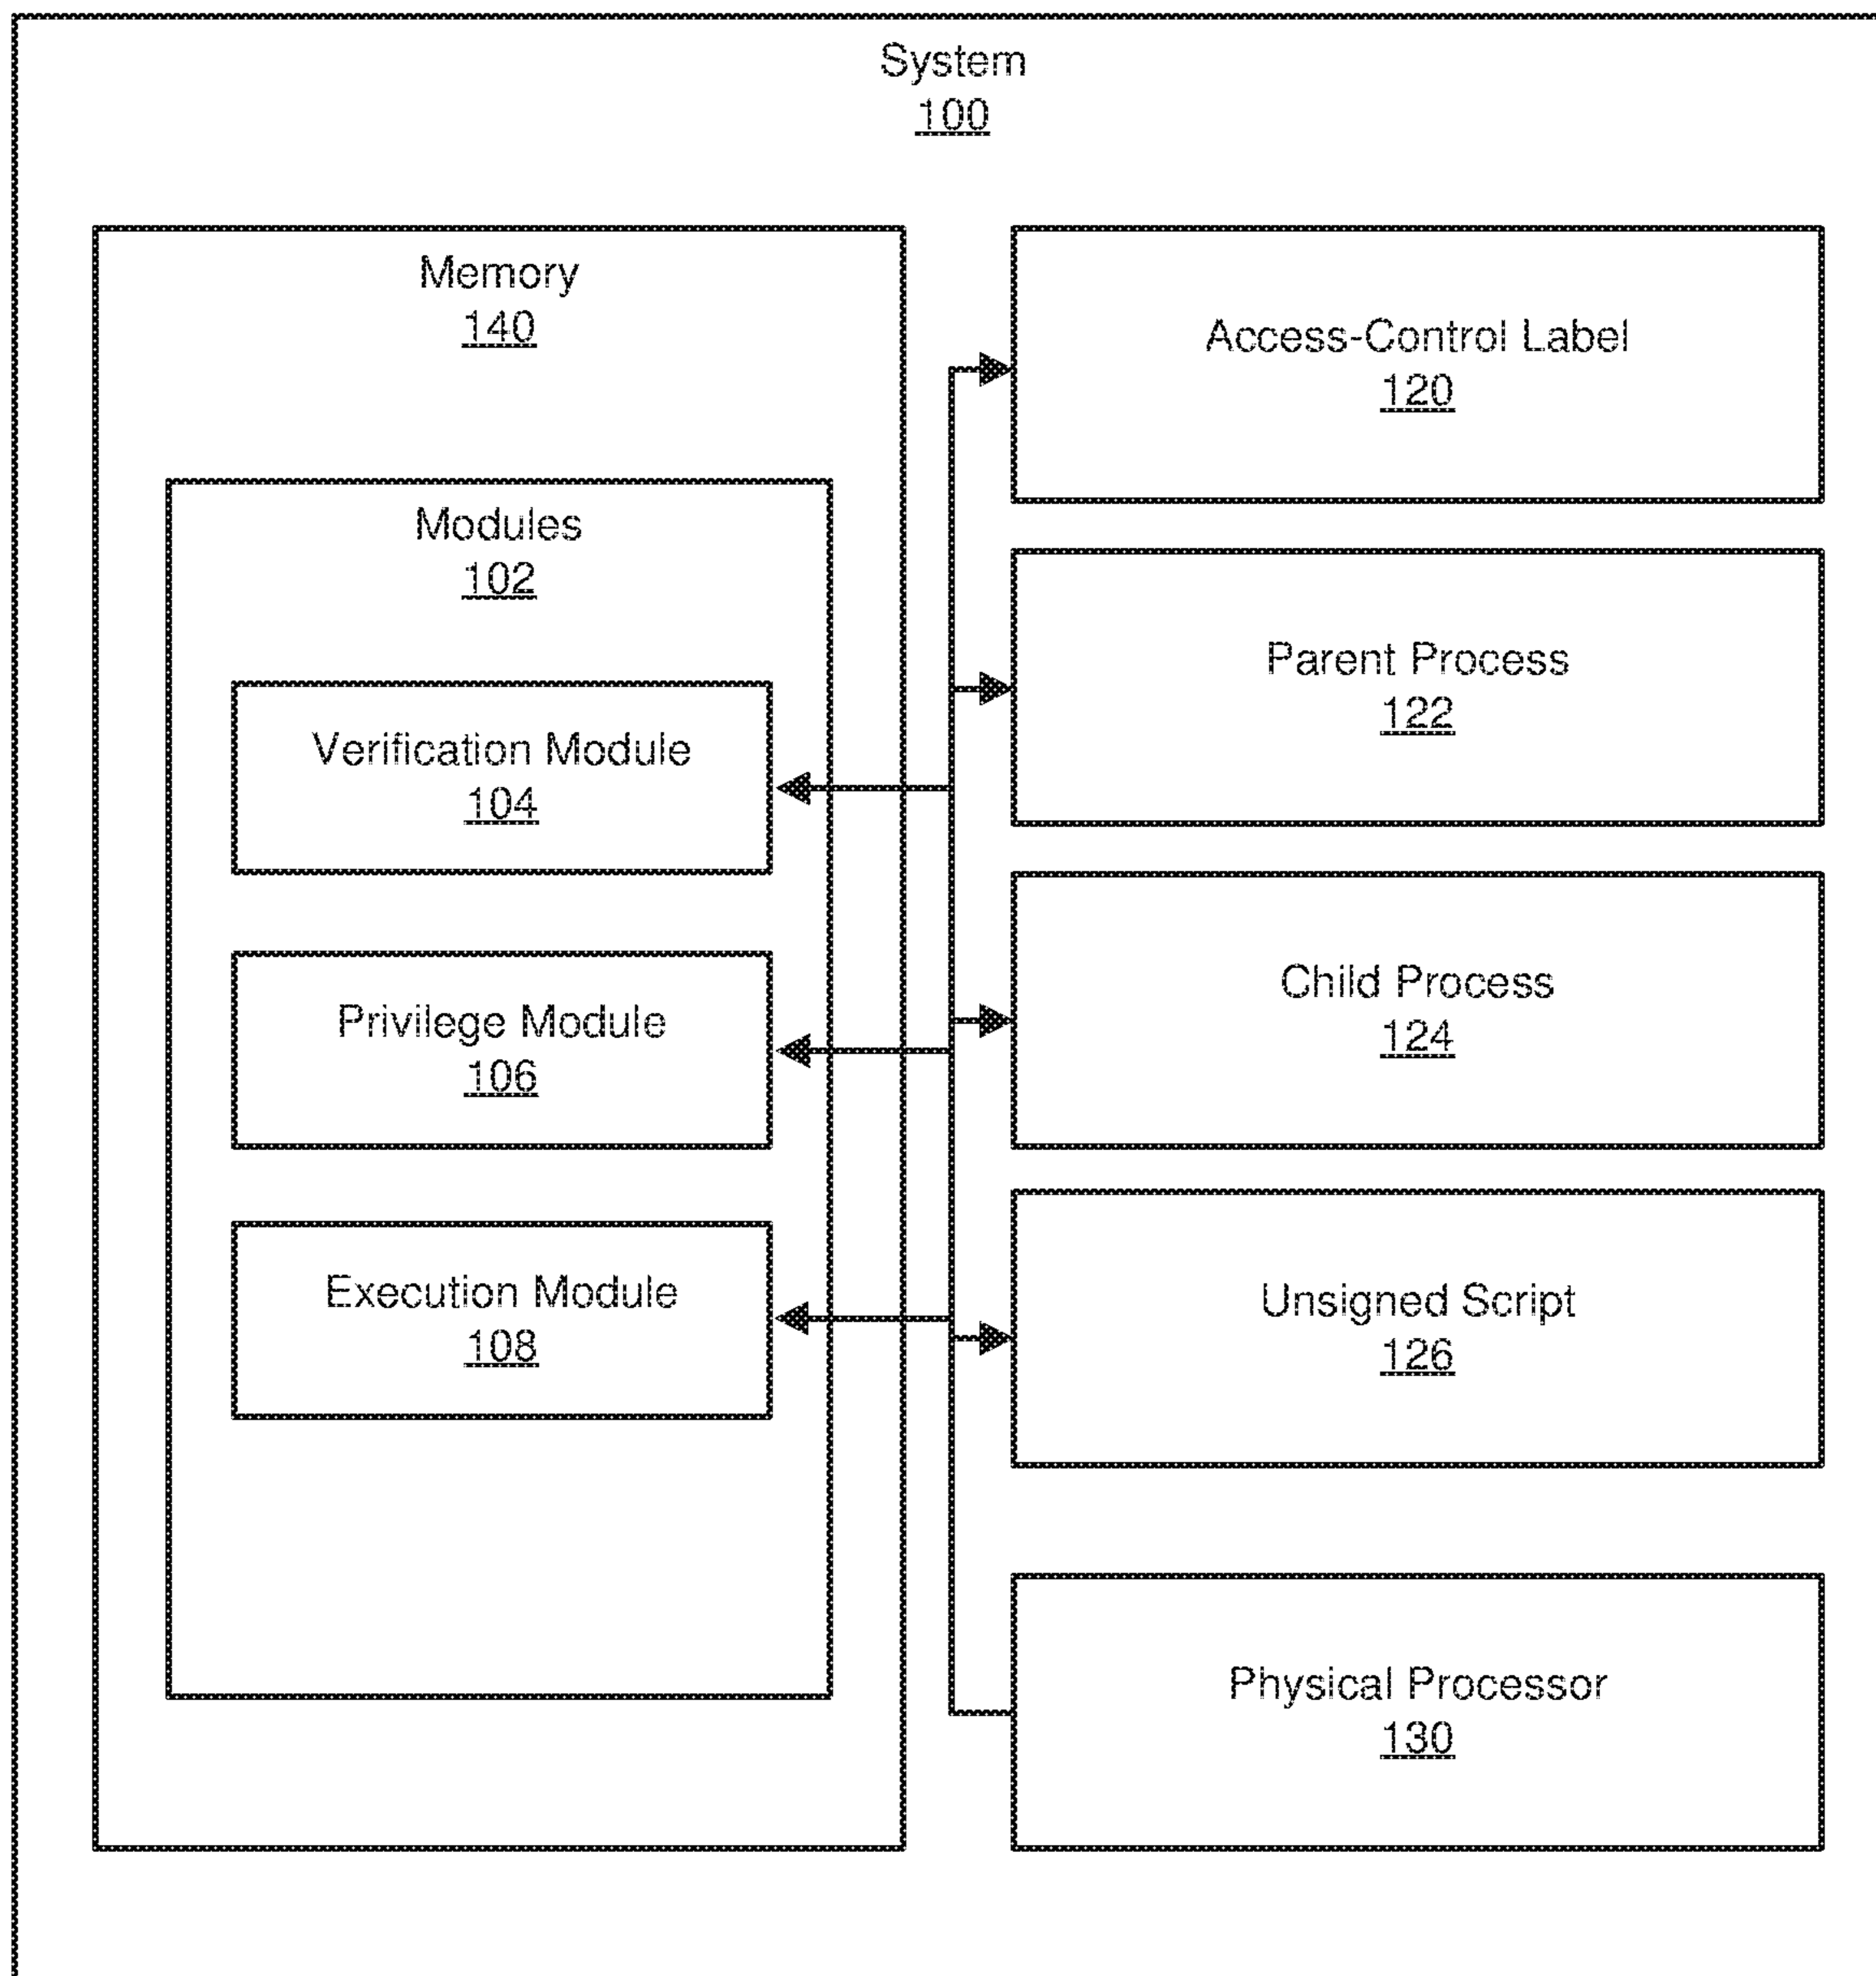 System
100
Memory
140
Modules
102
Verification Module
104
Privilege Module
106
Execution Module
108
Access-Control Label
120
Parent Process
122
Child Process
124
Unsigned Script
126
Physical Processor
130